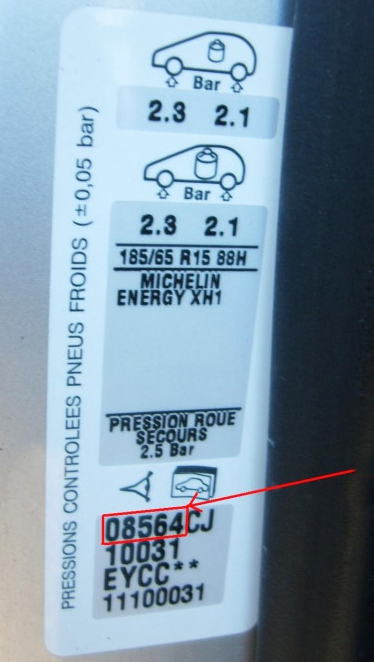 PRESSIONS CONTROLEES PNEUS FROIDS (±0,05 bar)
Bar
2.3 2.1
Bar
2.3 2.1
185/65 R15 88H
MICHELIN
ENERGY XH1
PRESSION ROUE
SECOURS
2.5 Bar
08564CJ
10031
EYCC**
11100031